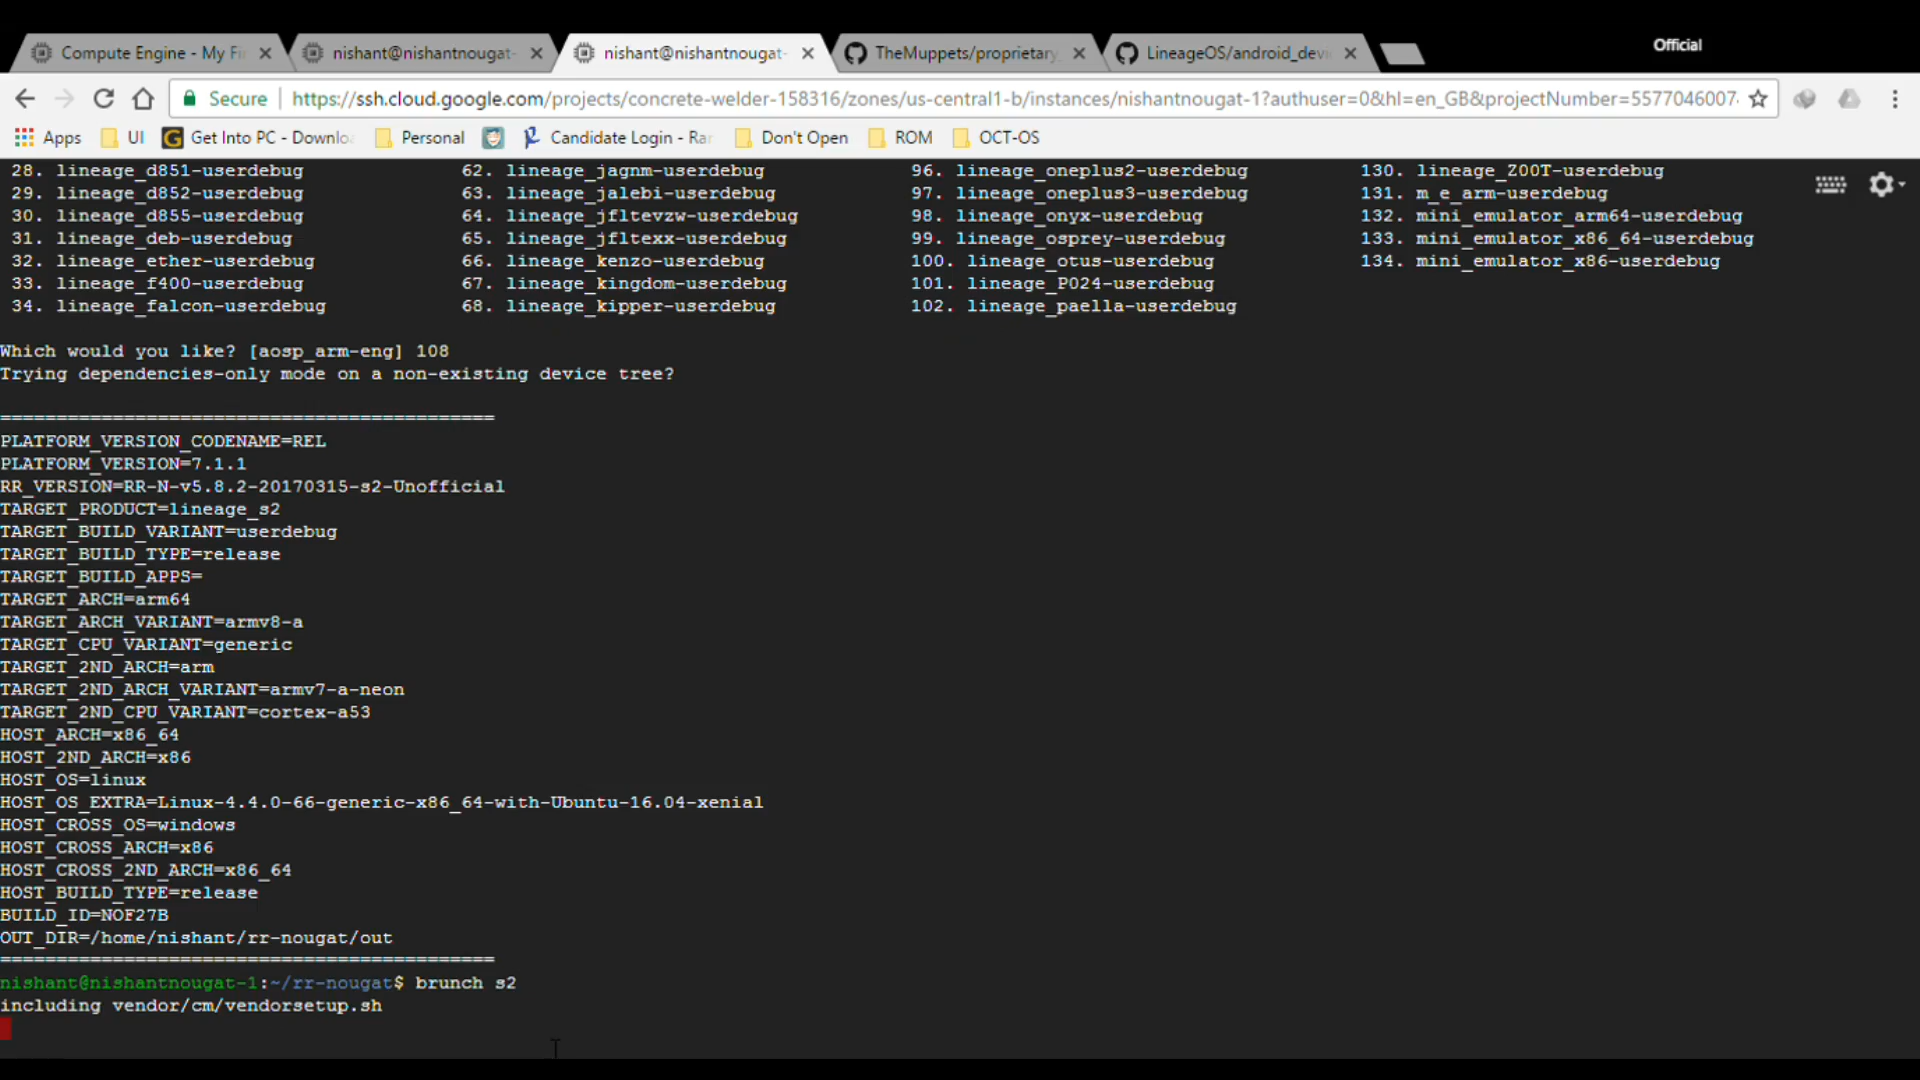 Official
Compute Engine - My Fi
nishant@nishantnougat-
nishant@nishantnougat-
TheMuppets/proprietary_
LineageOS/android_devi
Secure https://ssh.cloud.google.com/projects/concrete-welder-158316/zones/us-central1-b/instances/nishantnougat-1?authuser=0&hl=en_GB&projectNumber=5577046007
Apps UI Get Into PC - Downlo Personal Candidate Login - Ra Don't Open ROM OCT-OS
28. lineage_d851-userdebug 62. lineage_jagnm-userdebug 96. lineage_oneplus2-userdebug 130. lineage_Z00T-userdebug
29. lineage_d852-userdebug 63. lineage_jalebi-userdebug 97. lineage_oneplus3-userdebug 131. m_e_arm-userdebug
30. lineage_d855-userdebug 64. lineage_jfltevzw-userdebug 98. lineage_onyx-userdebug 132. mini_emulator_arm64-userdebug
31. lineage_deb-userdebug 65. lineage_jfltexx-userdebug 99. lineage_osprey-userdebug 133. mini_emulator_x86_64-userdebug
32. lineage_ether-userdebug 66. lineage_kenzo-userdebug 100. lineage_otus-userdebug 134. mini_emulator_x86-userdebug
33. lineage_f400-userdebug 67. lineage_kingdom-userdebug 101. lineage_P024-userdebug
34. lineage_falcon-userdebug 68. lineage_kipper-userdebug 102. lineage_paella-userdebug
Which would you like? [aosp_arm-eng] 108
Trying dependencies-only mode on a non-existing device tree?
============================================
PLATFORM_VERSION_CODENAME=REL
PLATFORM_VERSION=7.1.1
RR_VERSION=RR-N-v5.8.2-20170315-s2-Unofficial
TARGET_PRODUCT=lineage_s2
TARGET_BUILD_VARIANT=userdebug
TARGET_BUILD_TYPE=release
TARGET_BUILD_APPS=
TARGET_ARCH=arm64
TARGET_ARCH_VARIANT=armv8-a
TARGET_CPU_VARIANT=generic
TARGET_2ND_ARCH=arm
TARGET_2ND_ARCH_VARIANT=armv7-a-neon
TARGET_2ND_CPU_VARIANT=cortex-a53
HOST_ARCH=x86_64
HOST_2ND_ARCH=x86
HOST_OS=linux
HOST_OS_EXTRA=Linux-4.4.0-66-generic-x86_64-with-Ubuntu-16.04-xenial
HOST_CROSS_OS=windows
HOST_CROSS_ARCH=x86
HOST_CROSS_2ND_ARCH=x86_64
HOST_BUILD_TYPE=release
BUILD_ID=NOF27B
OUT_DIR=/home/nishant/rr-nougat/out
============================================
nishant@nishantnougat-1:~/rr-nougat$ brunch s2
including vendor/cm/vendorsetup.sh